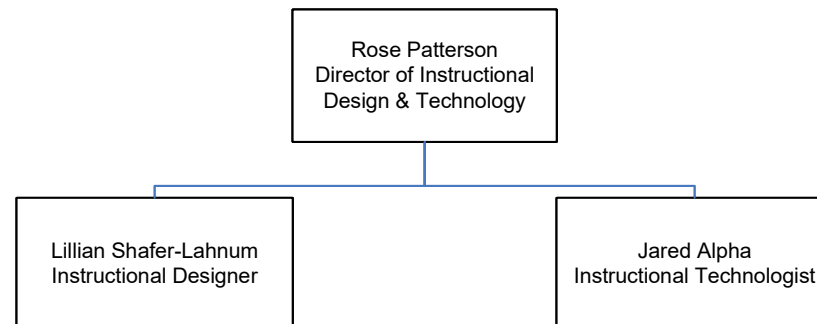 Rose Patterson
Director of Instructional
Design & Technology
Lillian Shafer-Lahnum
Instructional Designer
Jared Alpha
Instructional Technologist